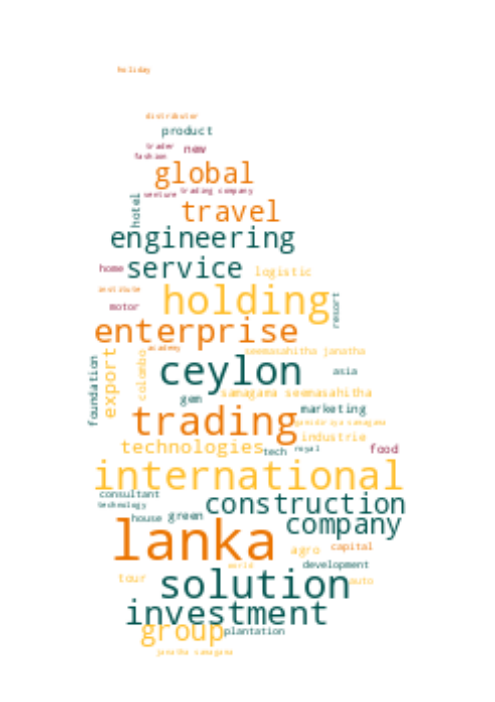 holiday
distributor
product
trader new
fashion
global
venture trading company
hotel
travel
engineering
home service logistic
institute
holding
motor resort
enterprise
academy seemasahitha janatha
foundation export colombo ceylon asia
gem samagama seemasahitha
trading marketing
industrie
technologies tech royal food
international
consultant
technology construction
house green company
lanka
agro capital
world development
tour solution auto
investment
group plantation
janatha samagama